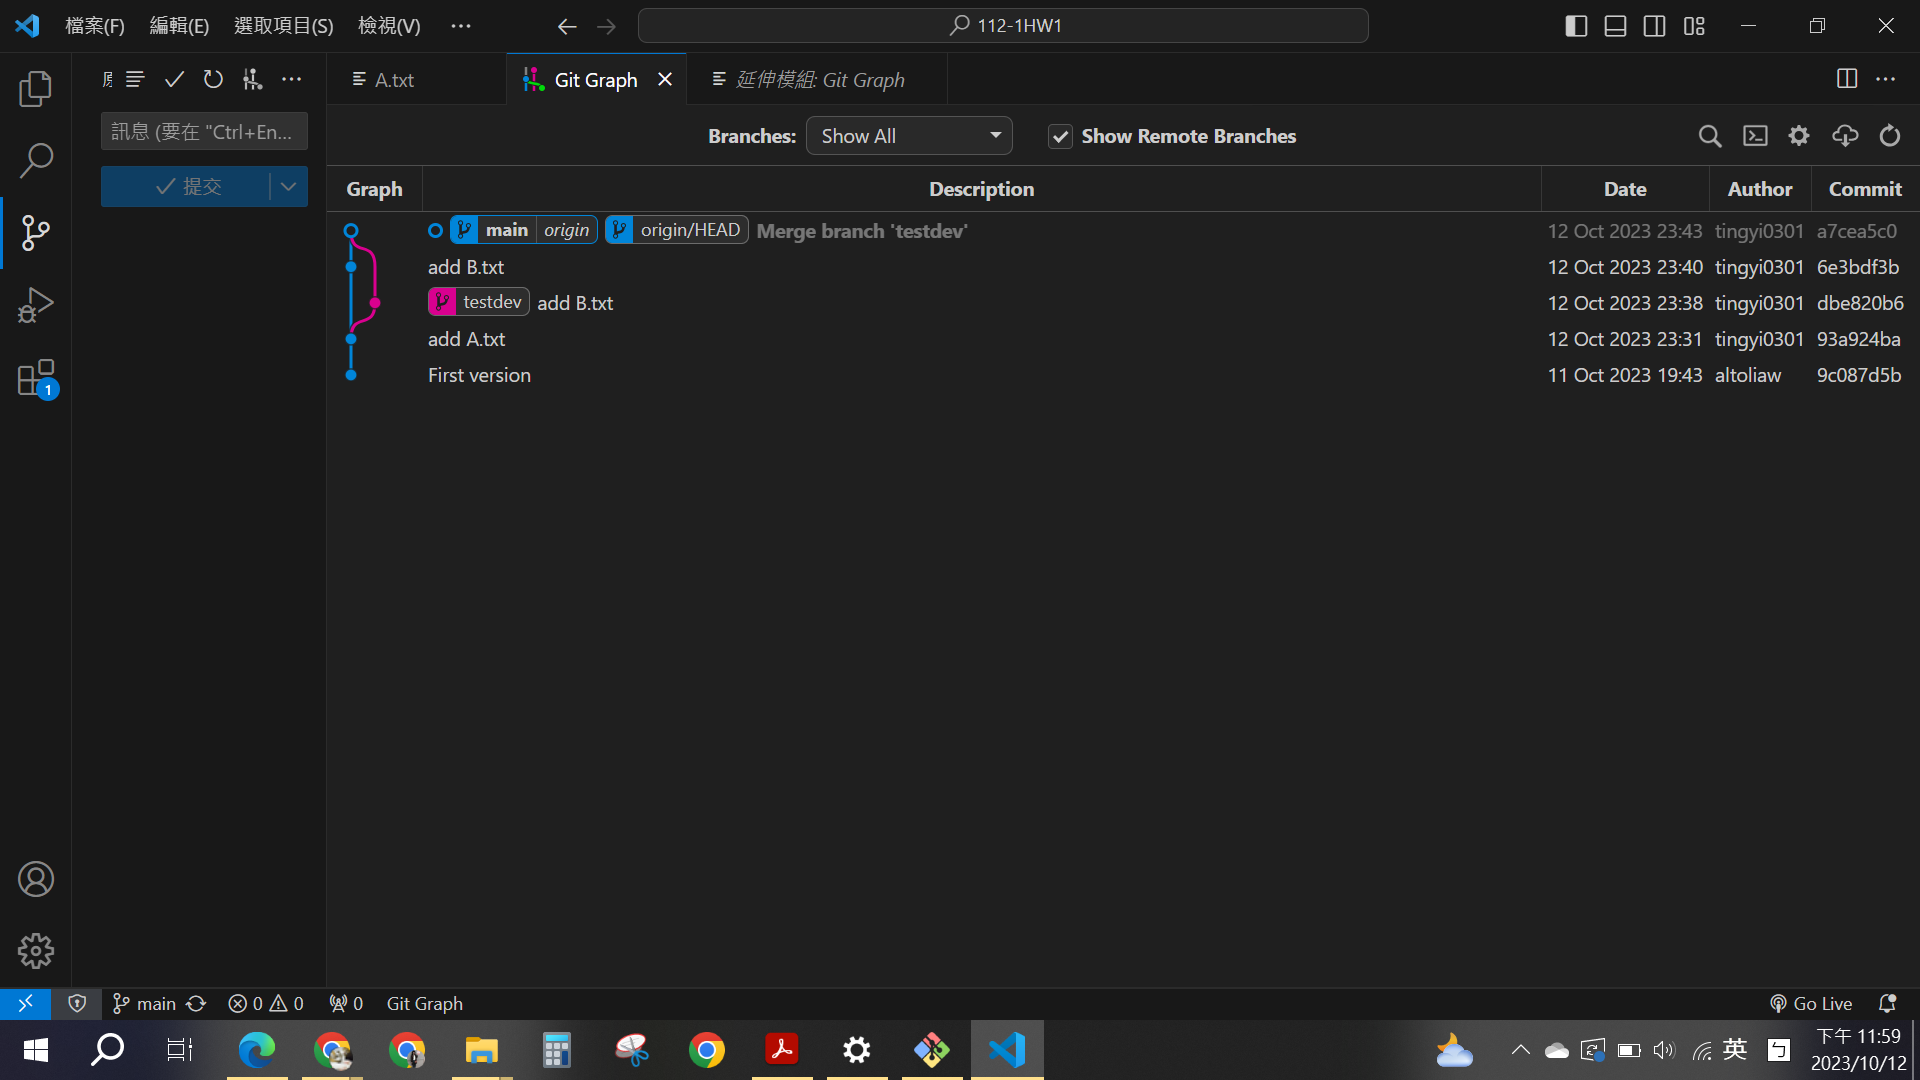 檔案(F) 編輯(E) 選取項目(S) 檢視(V) ··· 112-1HW1
A.txt Git Graph 延伸模組: Git Graph
訊息 (要在 "Ctrl+En...
提交
Branches: Show All Show Remote Branches
Graph Description Date Author Commit
main origin origin/HEAD Merge branch 'testdev' 12 Oct 2023 23:43 tingyi0301 a7cea5c0
add B.txt 12 Oct 2023 23:40 tingyi0301 6e3bdf3b
testdev add B.txt 12 Oct 2023 23:38 tingyi0301 dbe820b6
add A.txt 12 Oct 2023 23:31 tingyi0301 93a924ba
First version 11 Oct 2023 19:43 altoliaw 9c087d5b
1
main 0 0 0 Git Graph Go Live
英 ㄅ 下午 11:59
2023/10/12